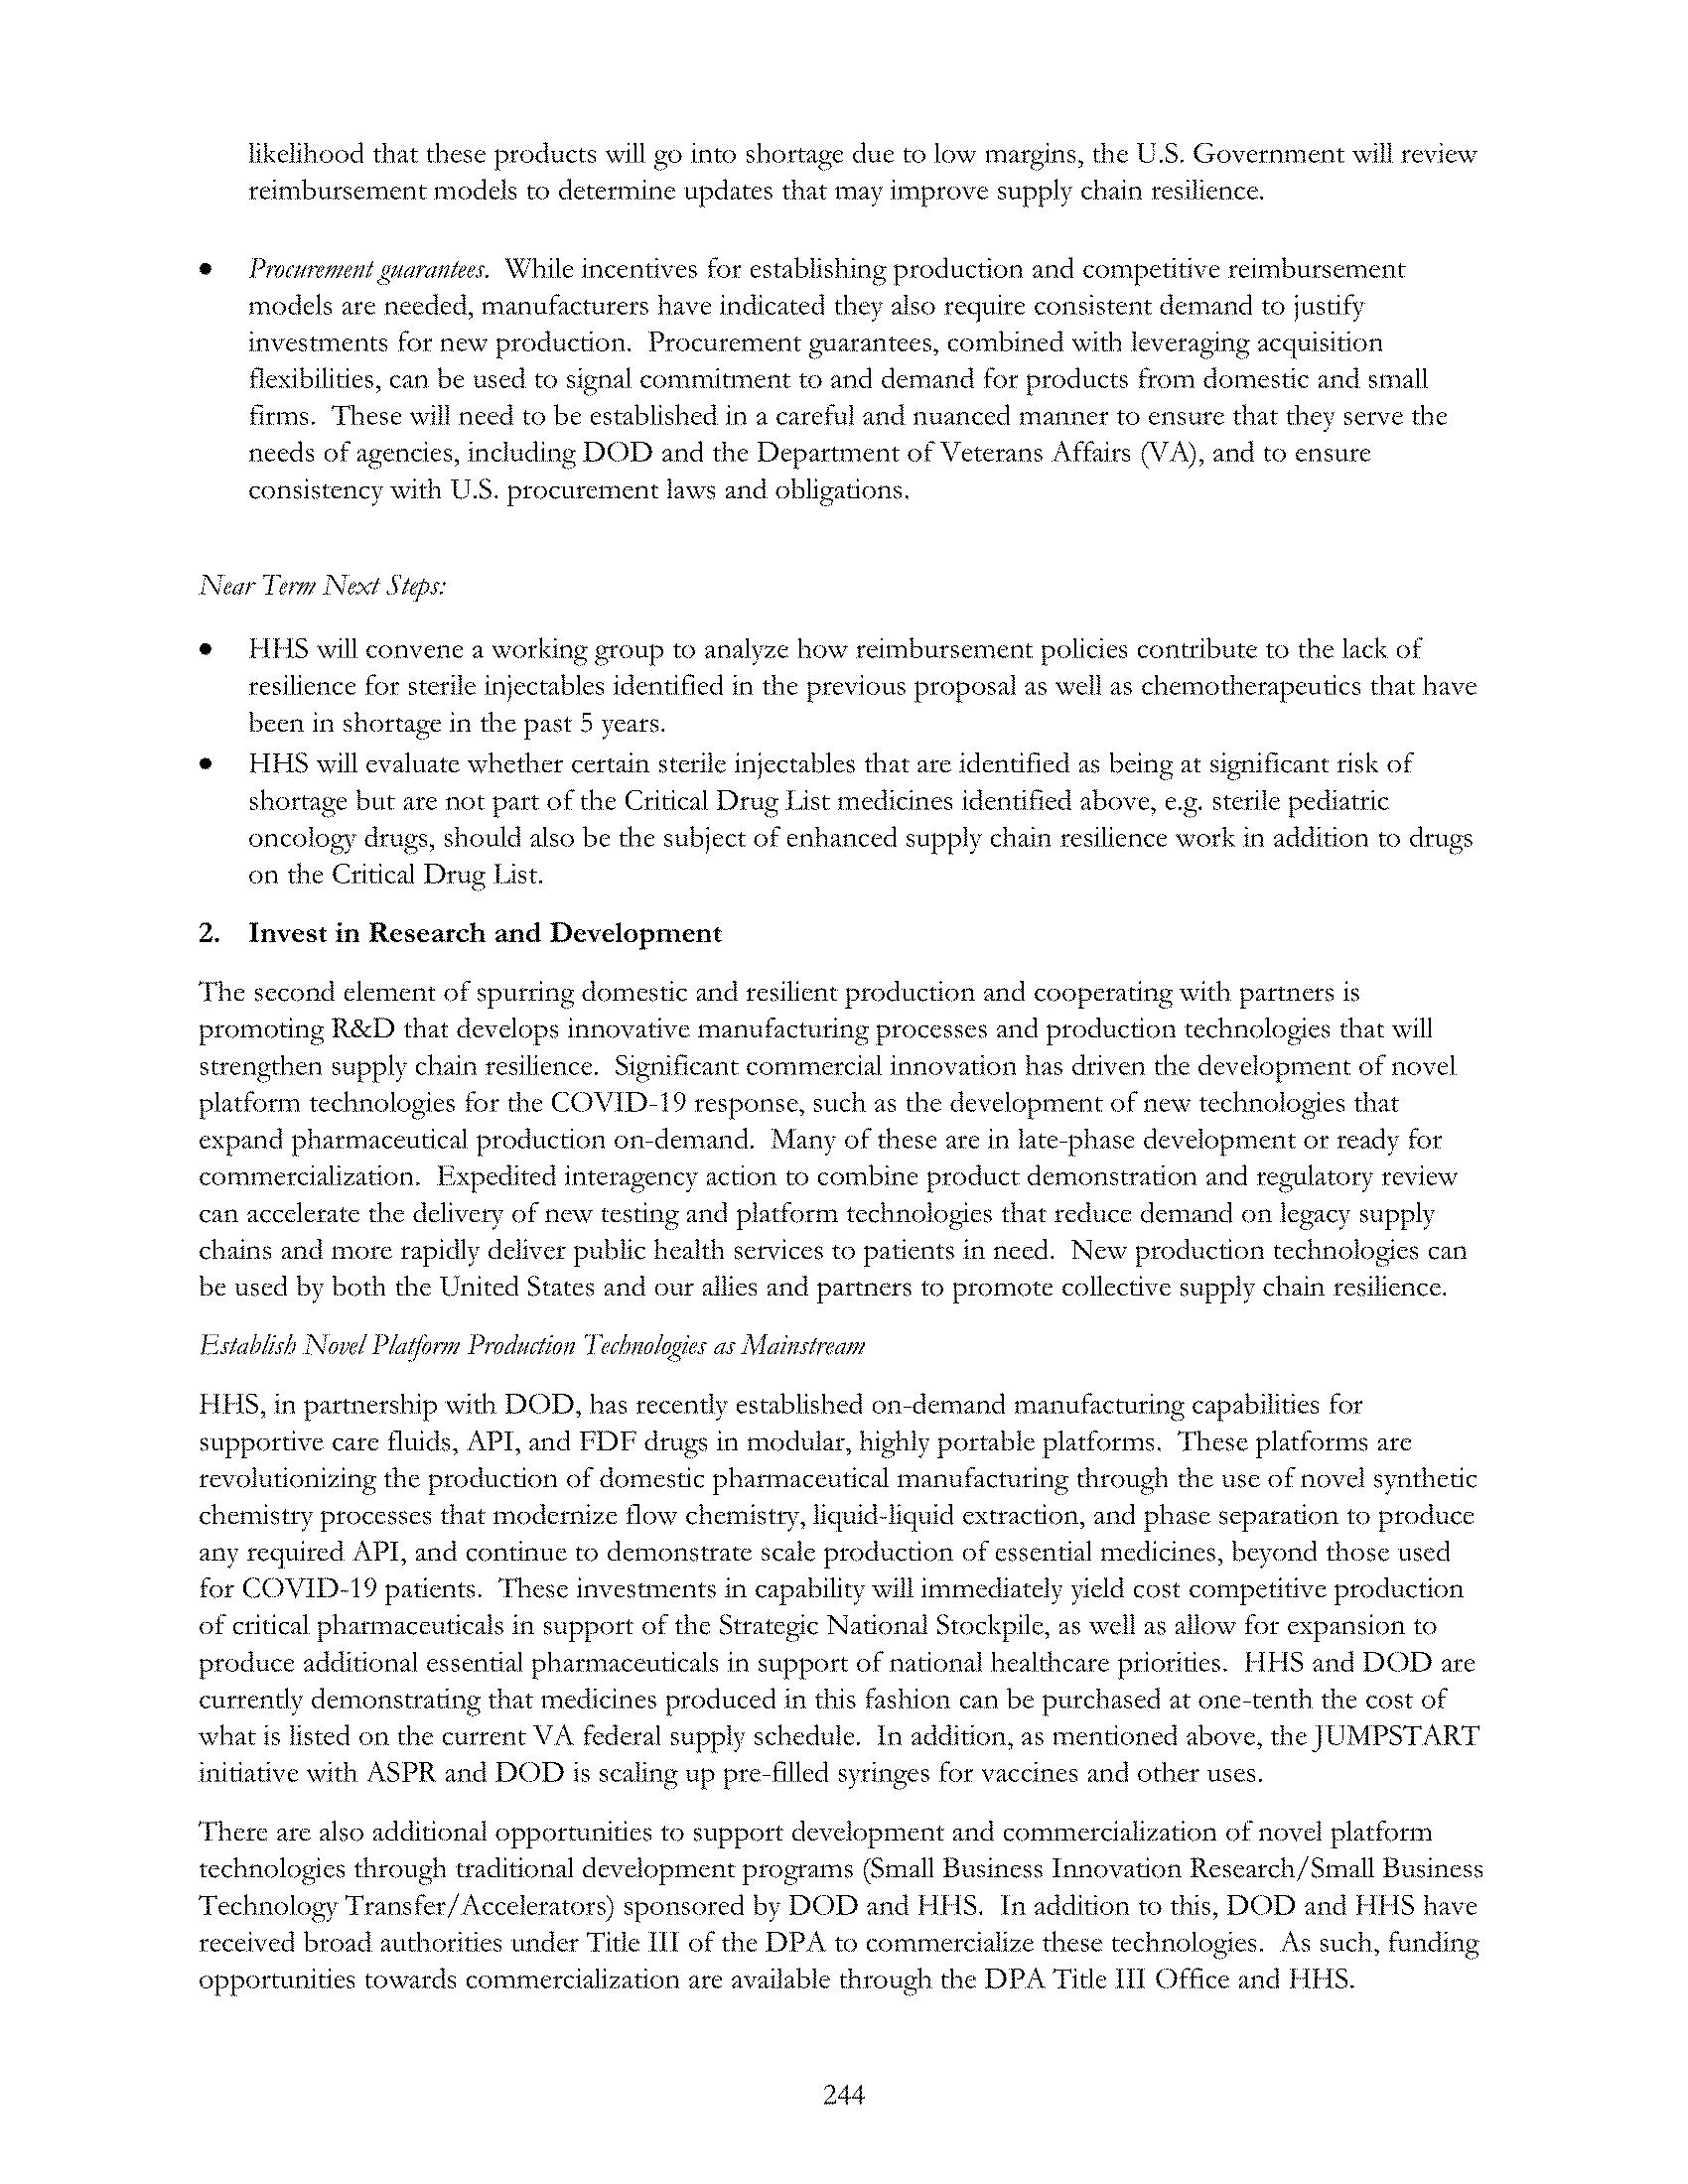 likelihood that these products will go into shortage due to low margins, the U.S. Government will review
reimbursement models to determine updates that may improve supply chain resilience.
• Procurement guarantees. While incentives for establishing production and competitive reimbursement
models are needed, manufacturers have indicated they also require consistent demand to justify
investments for new production. Procurement guarantees, combined with leveraging acquisition
flexibilities, can be used to signal commitment to and demand for products from domestic and small
firms. These will need to be established in a careful and nuanced manner to ensure that they serve the
needs of agencies, including DOD and the Department of Veterans Affairs (VA), and to ensure
consistency with U.S. procurement laws and obligations.
Near Term Next Steps:
• HHS will convene a working group to analyze how reimbursement policies contribute to the lack of
resilience for sterile injectables identified in the previous proposal as well as chemotherapeutics that have
been in shortage in the past 5 years.
• HHS will evaluate whether certain sterile injectables that are identified as being at significant risk of
shortage but are not part of the Critical Drug List medicines identified above, e.g. sterile pediatric
oncology drugs, should also be the subject of enhanced supply chain resilience work in addition to drugs
on the Critical Drug List.
2. Invest in Research and Development
The second element of spurring domestic and resilient production and cooperating with partners is
promoting R&D that develops innovative manufacturing processes and production technologies that will
strengthen supply chain resilience. Significant commercial innovation has driven the development of novel
platform technologies for the COVID-19 response, such as the development of new technologies that
expand pharmaceutical production on-demand. Many of these are in late-phase development or ready for
commercialization. Expedited interagency action to combine product demonstration and regulatory review
can accelerate the delivery of new testing and platform technologies that reduce demand on legacy supply
chains and more rapidly deliver public health services to patients in need. New production technologies can
be used by both the United States and our allies and partners to promote collective supply chain resilience.
Establish Novel Platform Production Technologies as Mainstream
HHS, in partnership with DOD, has recently established on-demand manufacturing capabilities for
supportive care fluids, API, and FDF drugs in modular, highly portable platforms. These platforms are
revolutionizing the production of domestic pharmaceutical manufacturing through the use of novel synthetic
chemistry processes that modernize flow chemistry, liquid-liquid extraction, and phase separation to produce
any required API, and continue to demonstrate scale production of essential medicines, beyond those used
for COVID-19 patients. These investments in capability will immediately yield cost competitive production
of critical pharmaceuticals in support of the Strategic National Stockpile, as well as allow for expansion to
produce additional essential pharmaceuticals in support of national healthcare priorities. HHS and DOD are
currently demonstrating that medicines produced in this fashion can be purchased at one-tenth the cost of
what is listed on the current VA federal supply schedule. In addition, as mentioned above, the JUMPSTART
initiative with ASPR and DOD is scaling up pre-filled syringes for vaccines and other uses.
There are also additional opportunities to support development and commercialization of novel platform
technologies through traditional development programs (Small Business Innovation Research/Small Business
Technology Transfer/Accelerators) sponsored by DOD and HHS. In addition to this, DOD and HHS have
received broad authorities under Title III of the DPA to commercialize these technologies. As such, funding
opportunities towards commercialization are available through the DPA Title III Office and HHS.
244